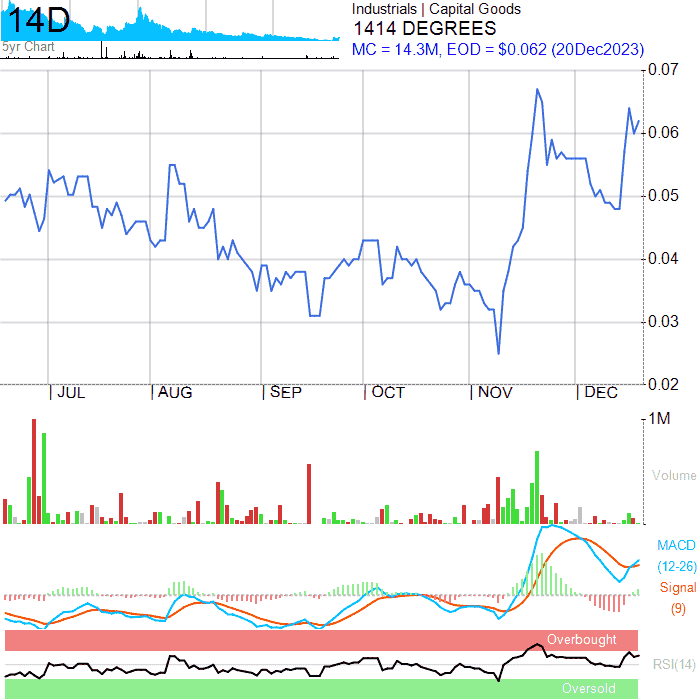 14D
5yr Chart
Industrials | Capital Goods
1414 DEGREES
MC = 14.3M, EOD = $0.062 (20Dec2023)
0.07
0.06
0.05
0.04
0.03
0.02
JUL
AUG
SEP
OCT
NOV
DEC
1M
Volume
MACD
(12-26)
Signal
(9)
Overbought
RSI(14)
Oversold